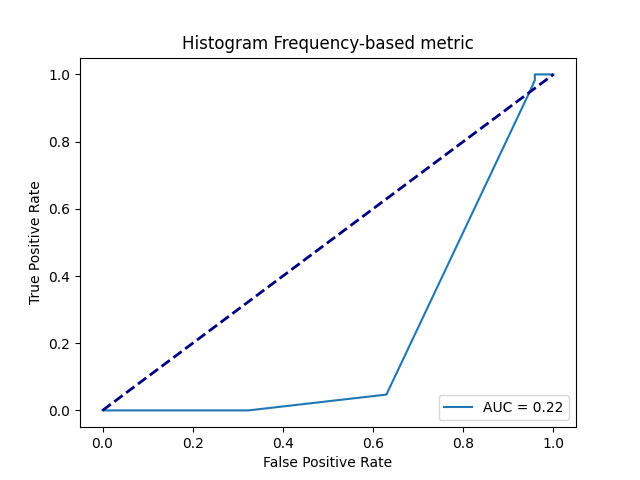 Histogram Frequency-based metric
1.0
0.8
0.6
0.4
0.2
0.0
True Positive Rate
AUC = 0.22
0.0 0.2 0.4 0.6 0.8 1.0
False Positive Rate